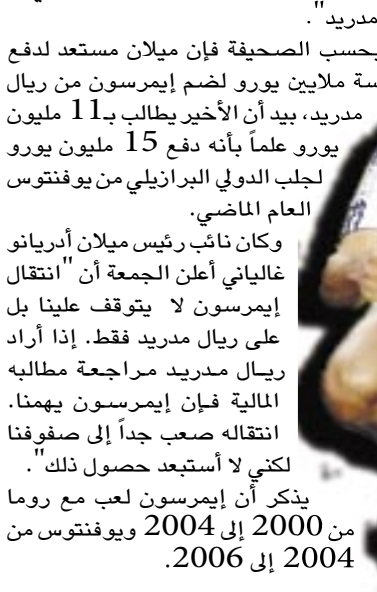 مدريد".
بحسب الصحيفة فإن ميلان مستعد لدفع
سة ملايين يورو لضم إيمرسون من ريال
مدريد، بيد أن الأخير يطالب بـ11 مليون
يورو علماً بأنه دفع 15 مليون يورو
لجلب الدولي البرازيلي من يوفنتوس
العام الماضي.
وكان نائب رئيس ميلان أدريانو
غالياني أعلن الجمعة أن "انتقال
إيمرسون لا يتوقف علينا بل
على ريال مدريد فقط. إذا أراد
ريال مدريد مراجعة مطالبه
المالية فإن إيمرسون يهمنا.
انتقاله صعب جداً إلى صفوفنا
لكني لا أستبعد حصول ذلك".
يذكر أن إيمرسون لعب مع روما
من 2000 إلى 2004 ويوفنتوس من
2004 إلى 2006.